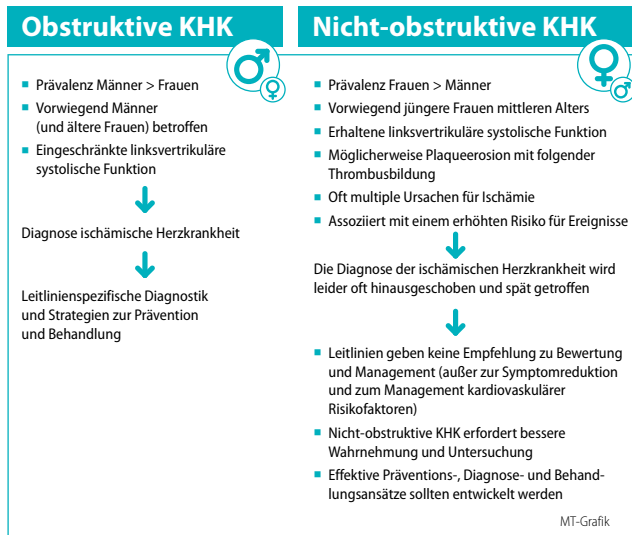 Obstruktive KHK
Prävalenz Männer > Frauen
Vorwiegend Männer
(und ältere Frauen) betroffen
Eingeschränkte linksvertrikuläre
systolische Funktion
Diagnose ischämische Herzkrankheit
Leitlinienspezifische Diagnostik
und Strategien zur Prävention
und Behandlung
Nicht-obstruktive KHK
Prävalenz Frauen > Männer
Vorwiegend jüngere Frauen mittleren Alters
Erhaltene linksvertrikuläre systolische Funktion
Möglicherweise Plaqueerosion mit folgender
Thrombusbildung
Oft multiple Ursachen für Ischämie
Assoziiert mit einem erhöhten Risiko für Ereignisse
Die Diagnose der ischämischen Herzkrankheit wird
leider oft hinausgeschoben und spät getroffen
Leitlinien geben keine Empfehlung zu Bewertung
und Management (außer zur Symptomreduktion
und zum Management kardiovaskulärer
Risikofaktoren)
Nicht-obstruktive KHK erfordert bessere
Wahrnehmung und Untersuchung
Effektive Präventions-, Diagnose- und Behand-
lungsansätze sollten entwickelt werden
MT-Grafik